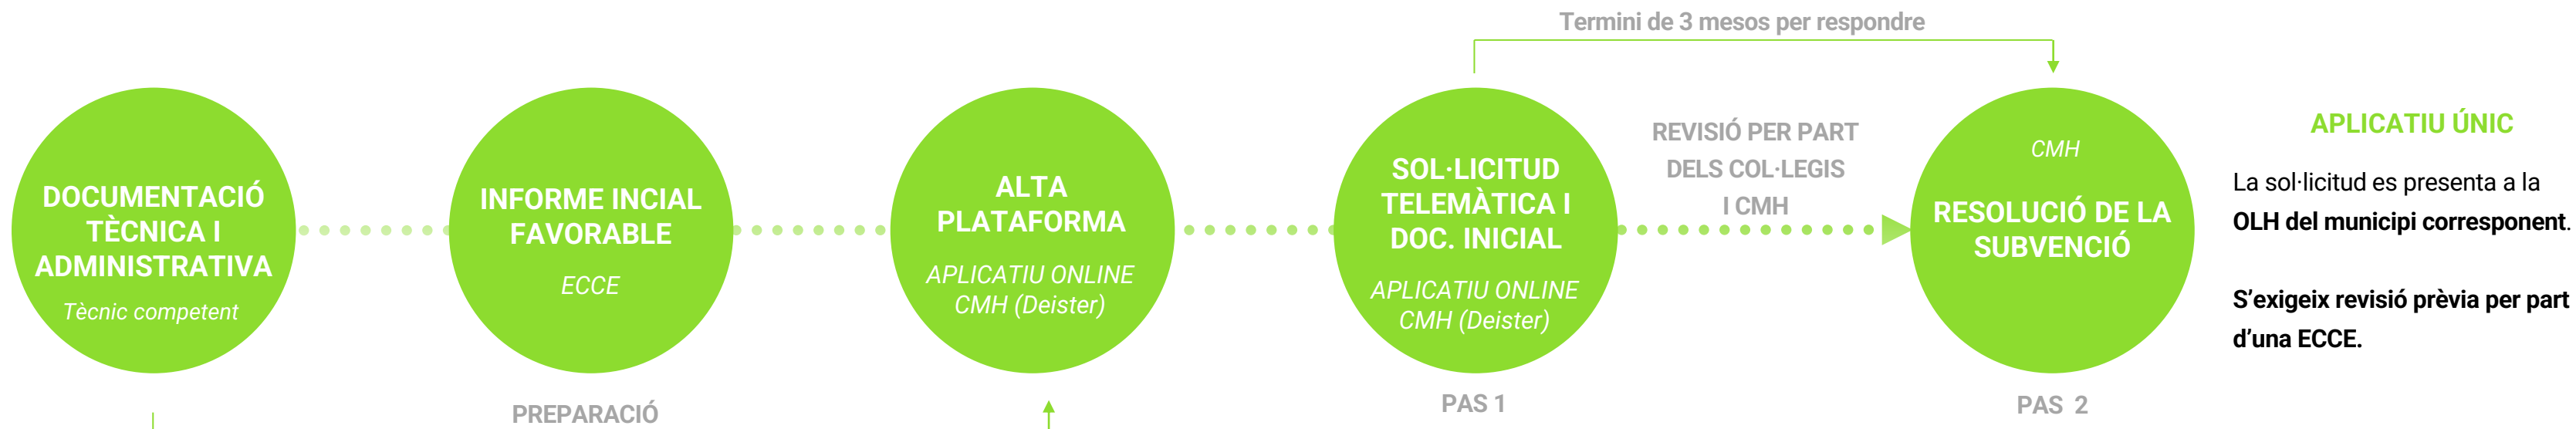 Termini de 3 mesos per respondre
DOCUMENTACIÓ
TÈCNICA I
ADMINISTRATIVA
Tècnic competent
INFORME INCIAL
FAVORABLE
ECCE
PREPARACIÓ
ALTA
PLATAFORMA
APLICATIU ONLINE
CMH (Deister)
SOL·LICITUD
TELEMÀTICA I
DOC. INICIAL
APLICATIU ONLINE
CMH (Deister)
PAS 1
REVISIÓ PER PART
DELS COL·LEGIS
I CMH
CMH
RESOLUCIÓ DE LA
SUBVENCIÓ
PAS 2
APLICATIU ÚNIC
La sol·licitud es presenta a la
OLH del municipi corresponent.
S’exigeix revisió prèvia per part
d’una ECCE.